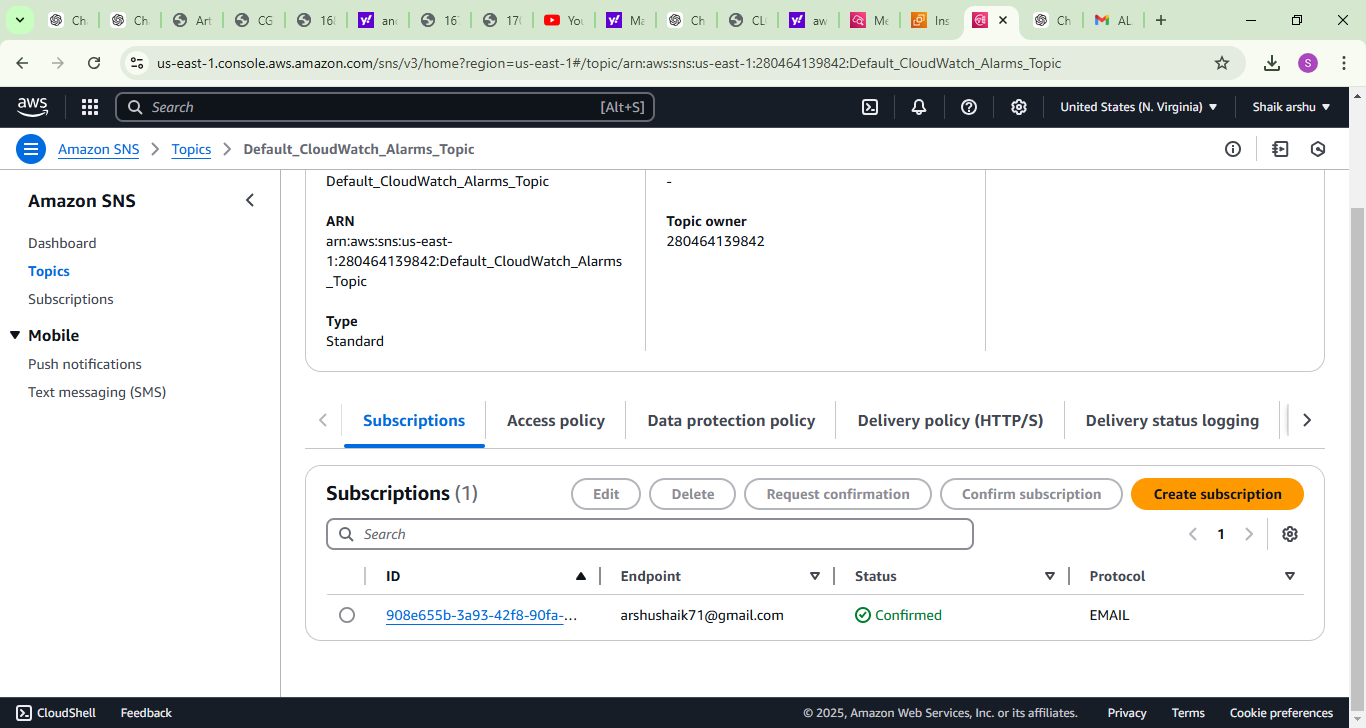 Ch
Ch
Art
CG
16
an
16
170
You
Ma
Ch
CL
aw
Me
Ins
Ch
AL
us-east-1.console.aws.amazon.com/sns/v3/home?region=us-east-1#/topic/arn:aws:sns:us-east-1:280464139842:Default_CloudWatch_Alarms_Topic
S
aws
Search
[Alt+S]
United States (N. Virginia)
Shaik arshu
Amazon SNS
Topics
Default_CloudWatch_Alarms_Topic
Amazon SNS
Dashboard
Topics
Subscriptions
Mobile
Push notifications
Text messaging (SMS)
Default_CloudWatch_Alarms_Topic
-
ARN
arn:aws:sns:us-east-
1:280464139842:Default_CloudWatch_Alarms
_Topic
Topic owner
280464139842
Type
Standard
Subscriptions
Access policy
Data protection policy
Delivery policy (HTTP/S)
Delivery status logging
Subscriptions (1)
Edit
Delete
Request confirmation
Confirm subscription
Create subscription
Search
1
ID
Endpoint
Status
Protocol
908e655b-3a93-42f8-90fa-...
arshushaik71@gmail.com
Confirmed
EMAIL
CloudShell
Feedback
© 2025, Amazon Web Services, Inc. or its affiliates.
Privacy
Terms
Cookie preferences